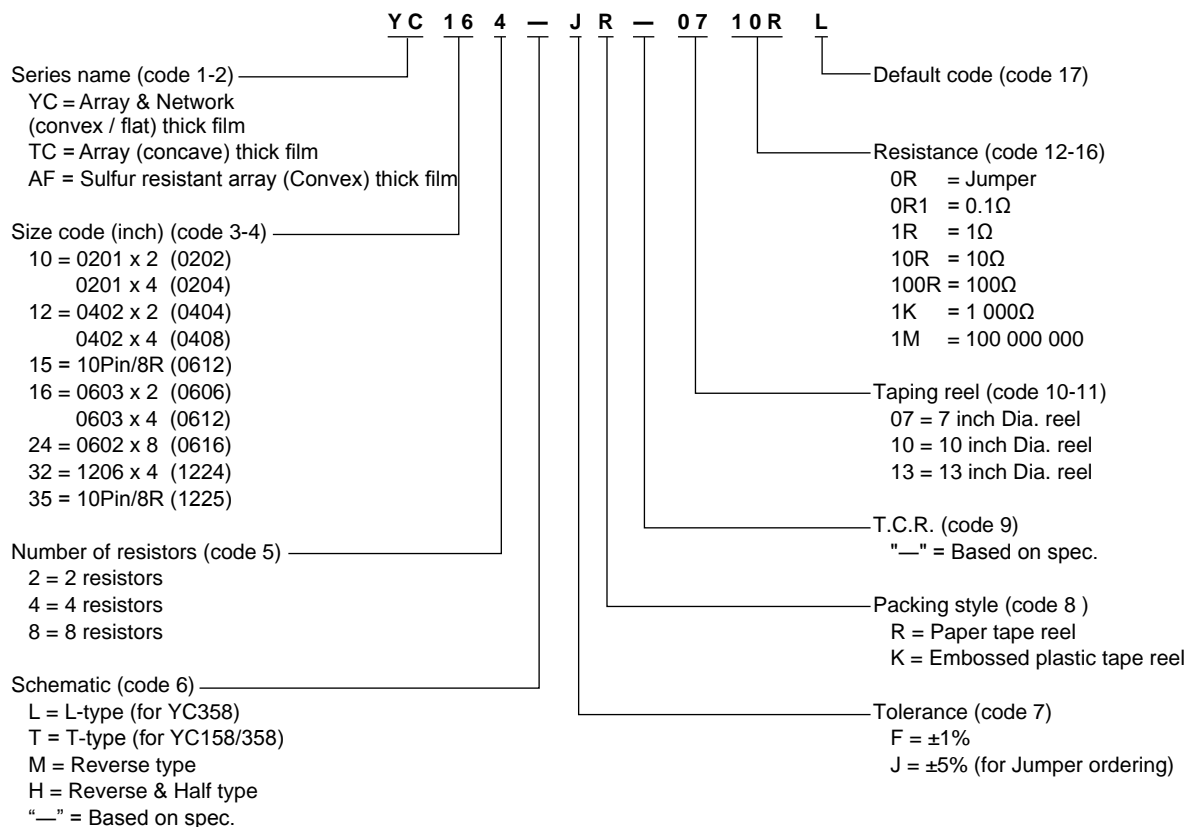 YC 16 4 — J R — 07 10R L
Series name (code 1-2)
YC = Array & Network
(convex / flat) thick film
TC = Array (concave) thick film
AF = Sulfur resistant array (Convex) thick film
Size code (inch) (code 3-4)
10 = 0201 x 2 (0202)
0201 x 4 (0204)
12 = 0402 x 2 (0404)
0402 x 4 (0408)
15 = 10Pin/8R (0612)
16 = 0603 x 2 (0606)
0603 x 4 (0612)
24 = 0602 x 8 (0616)
32 = 1206 x 4 (1224)
35 = 10Pin/8R (1225)
Number of resistors (code 5)
2 = 2 resistors
4 = 4 resistors
8 = 8 resistors
Schematic (code 6)
L = L-type (for YC358)
T = T-type (for YC158/358)
M = Reverse type
H = Reverse & Half type
“—” = Based on spec.
Default code (code 17)
Resistance (code 12-16)
0R = Jumper
0R1 = 0.1Ω
1R = 1Ω
10R = 10Ω
100R = 100Ω
1K = 1 000Ω
1M = 100 000 000
Taping reel (code 10-11)
07 = 7 inch Dia. reel
10 = 10 inch Dia. reel
13 = 13 inch Dia. reel
T.C.R. (code 9)
"—" = Based on spec.
Packing style (code 8 )
R = Paper tape reel
K = Embossed plastic tape reel
Tolerance (code 7)
F = ±1%
J = ±5% (for Jumper ordering)